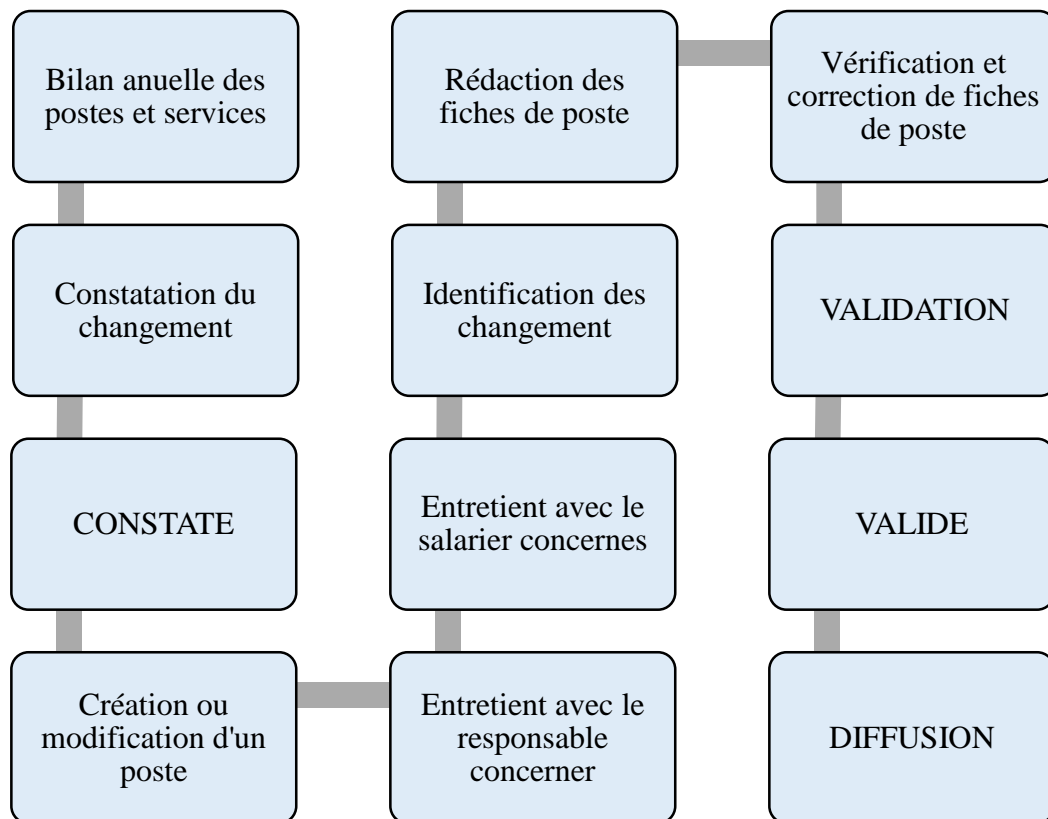 Bilan anuelle des
postes et services
Constatation du
changement
CONSTATE
Création ou
modification d'un
poste
Entretient avec le
responsable
concerner
Entretient avec le
salarier concernes
Identification des
changement
Rédaction des
fiches de poste
Vérification et
correction de fiches
de poste
VALIDATION
VALIDE
DIFFUSION